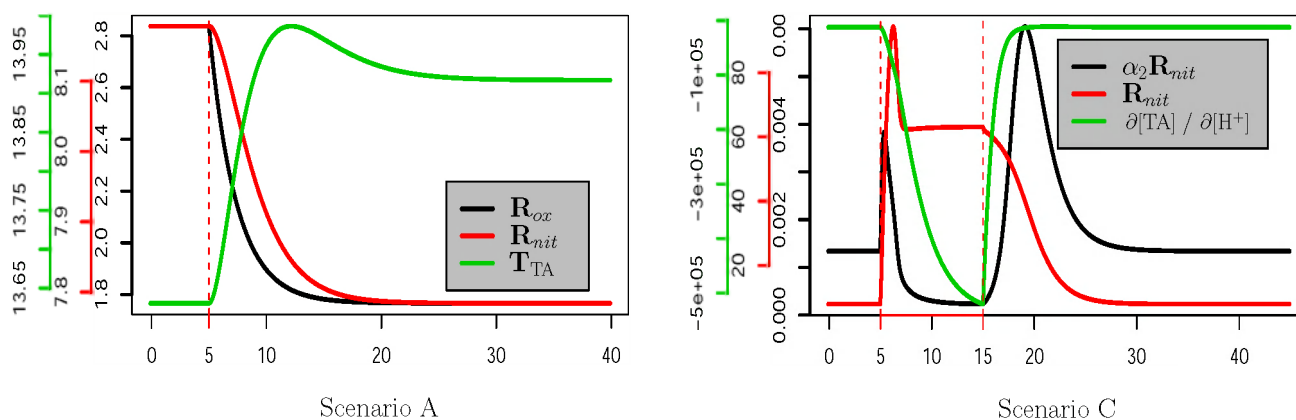 13.65 13.75 13.85 13.95
7.8 7.9 8.0 8.1
1.8 2.0 2.2 2.4 2.6 2.8
R_ox
R_nit
T_TA
0 5 10 20 30 40
Scenario A
-5e+05 -3e+05 -1e+05
20 40 60 80
0.000 0.002 0.004 0.00
α₂R_nit
R_nit
∂[TA] / ∂[H⁺]
0 5 10 15 20 30 40
Scenario C